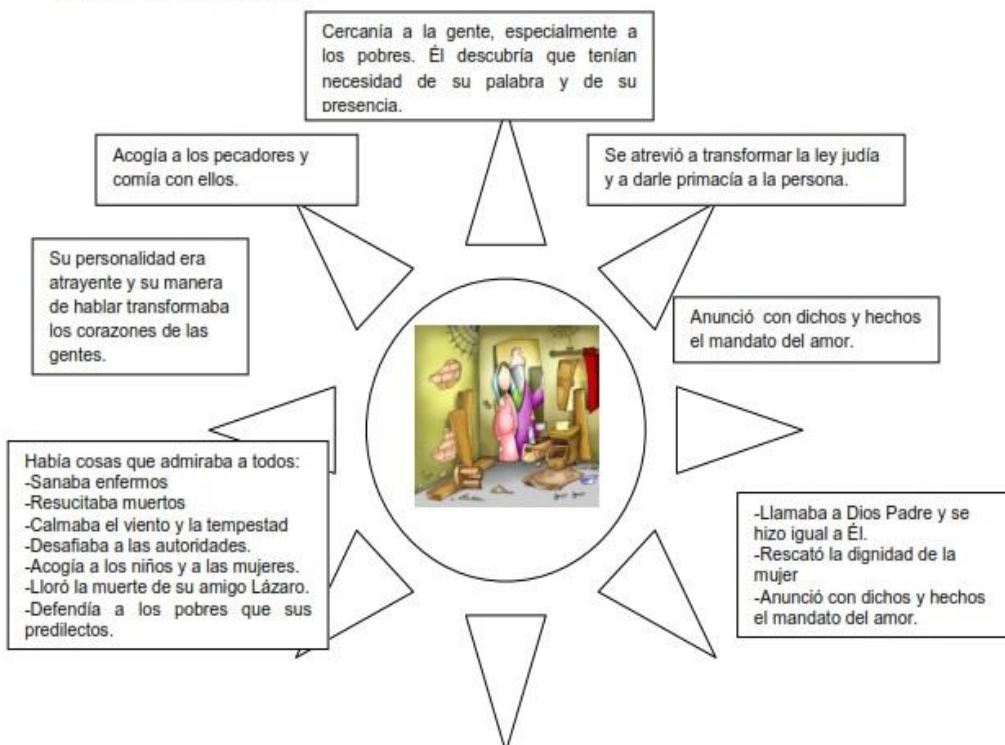 Cercanía a la gente, especialmente a
los pobres. Él descubría que tenían
necesidad de su palabra y de su
presencia.
Acogía a los pecadores y
comía con ellos.
Se atrevió a transformar la ley judía
y a darle primacía a la persona.
Su personalidad era
atrayente y su manera
de hablar transformaba
los corazones de las
gentes.
Anunció con dichos y hechos
el mandato del amor.
Había cosas que admiraba a todos:
-Sanaba enfermos
-Resucitaba muertos
-Calmaba el viento y la tempestad
-Desafiaba a las autoridades.
-Acogía a los niños y a las mujeres.
-Lloró la muerte de su amigo Lázaro.
-Defendía a los pobres que sus
predilectos.
-Llamaba a Dios Padre y se
hizo igual a Él.
-Rescató la dignidad de la
mujer
-Anunció con dichos y hechos
el mandato del amor.